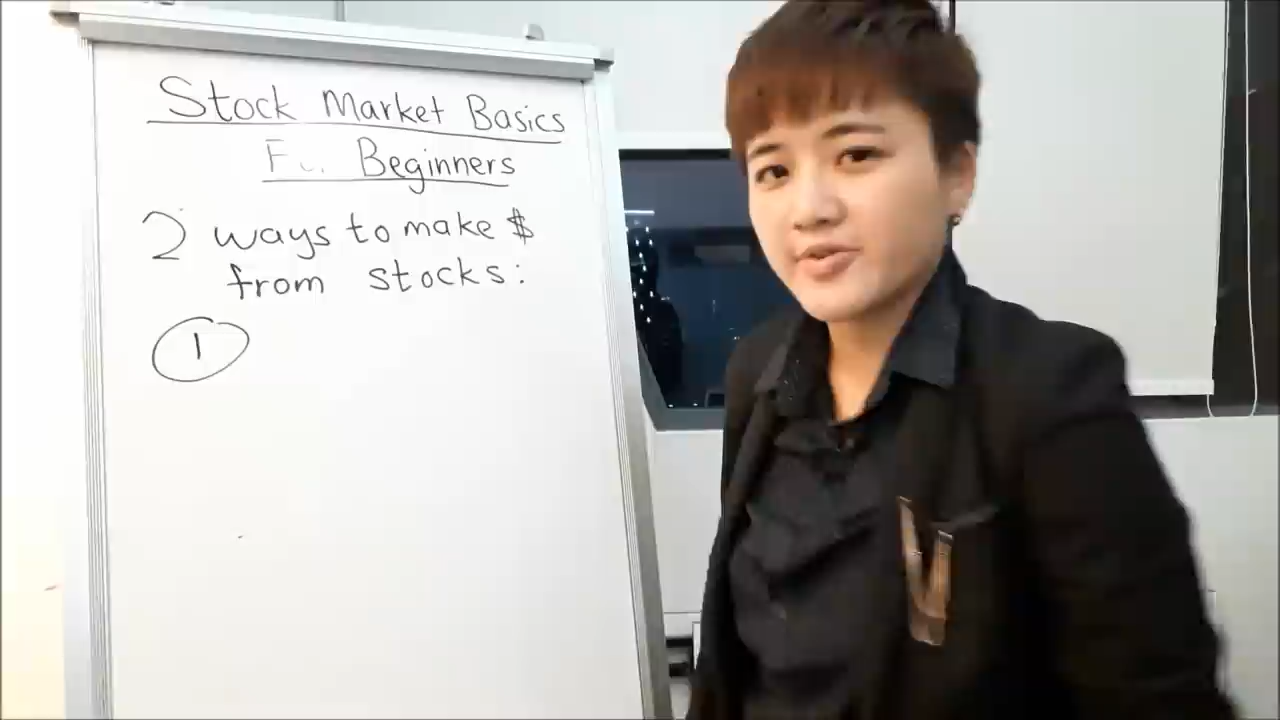 Stock Market Basics
Beginners
2 ways to make $
from stocks:
1